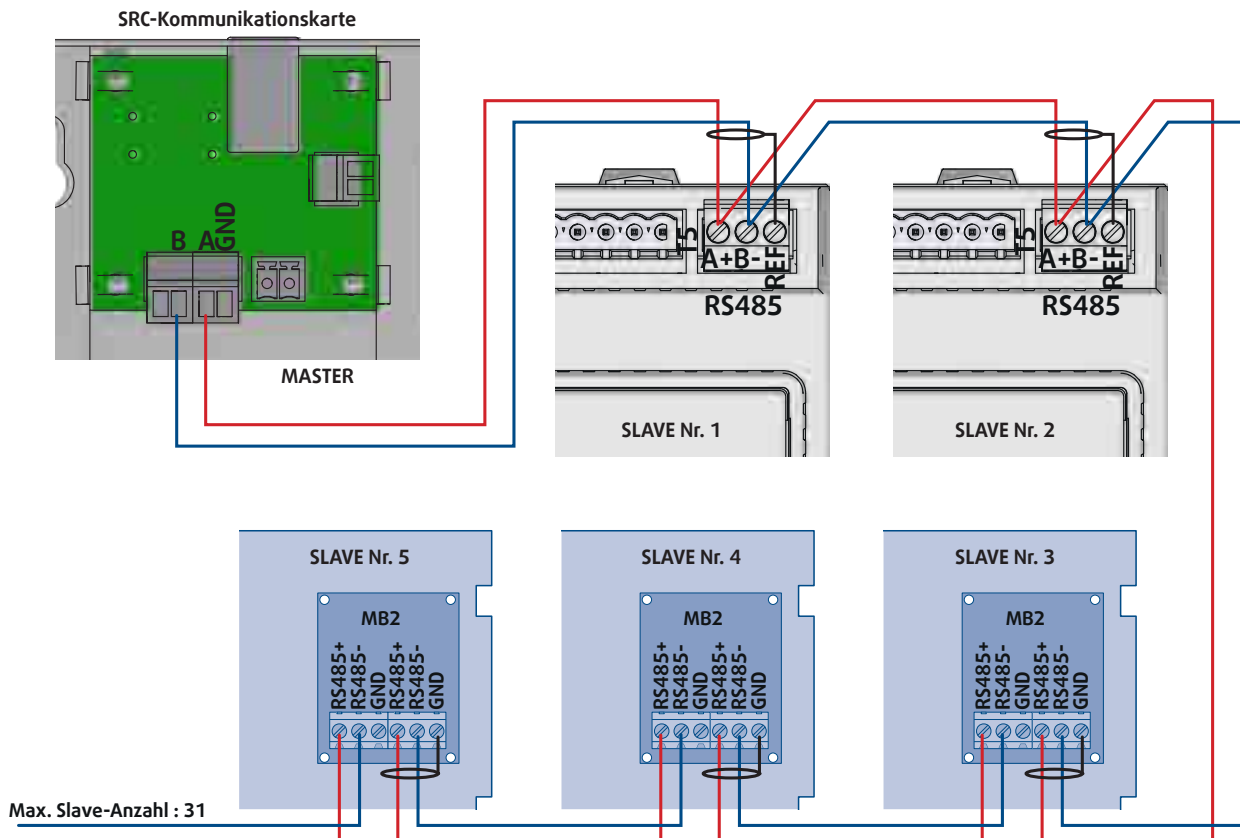 SRC-Kommunikationskarte
B A GND
MASTER
T5
A+ B- REF
RS485
SLAVE Nr. 1
T5
A+ B- REF
RS485
SLAVE Nr. 2
SLAVE Nr. 5
MB2
RS485+ RS485- GND RS485+ RS485- GND
SLAVE Nr. 4
MB2
RS485+ RS485- GND RS485+ RS485- GND
SLAVE Nr. 3
MB2
RS485+ RS485- GND RS485+ RS485- GND
Max. Slave-Anzahl : 31